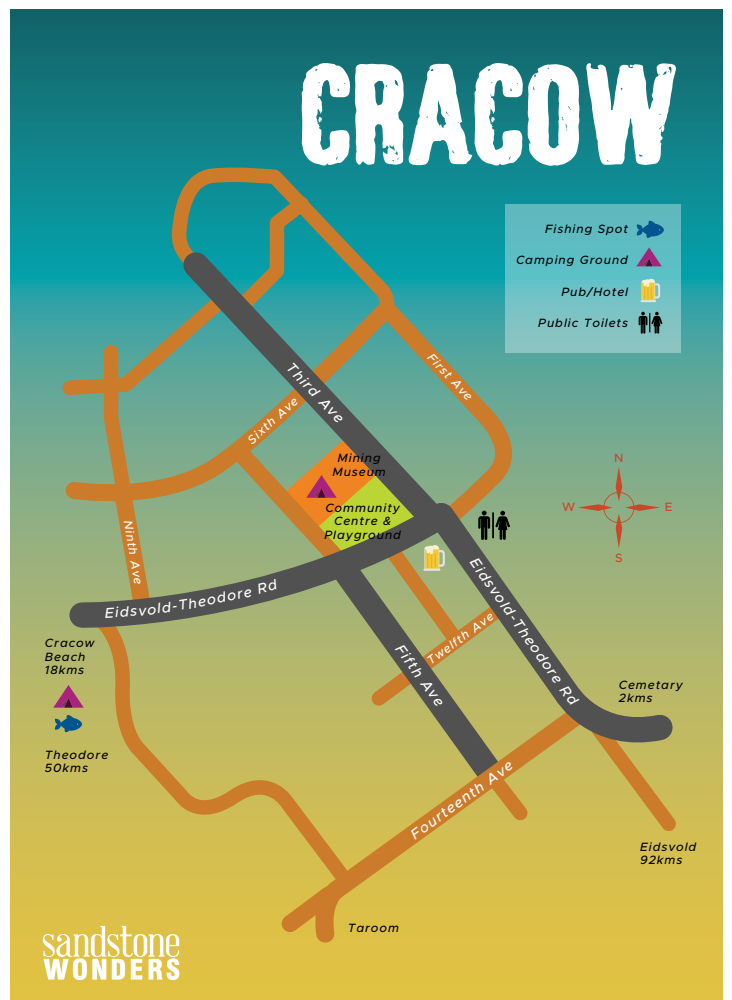 CRACOW
Fishing Spot
Camping Ground
Pub/Hotel
Public Toilets
First Ave
Third Ave
Sixth Ave
Mining
Museum
Community
Centre &
Playground
N
W
E
S
Ninth Ave
Eidsvold-Theodore Rd
Eidsvold-Theodore Rd
Twelfth Ave
Fifth Ave
Cracow
Beach
18kms
Theodore
50kms
Cemetary
2kms
Fourteenth Ave
Eidsvold
92kms
Taroom
sandstone
WONDERS